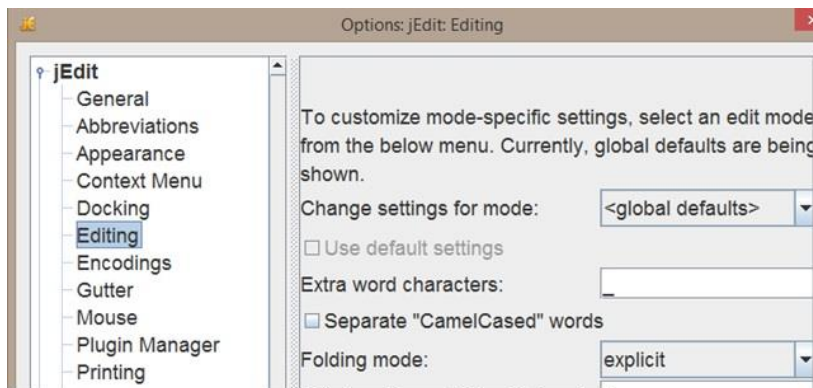 Options: jEdit: Editing
jEdit
General
Abbreviations
Appearance
Context Menu
Docking
Editing
Encodings
Gutter
Mouse
Plugin Manager
Printing
To customize mode-specific settings, select an edit mode
from the below menu. Currently, global defaults are being
shown.
Change settings for mode: <global defaults>
Use default settings
Extra word characters: _
Separate "CamelCased" words
Folding mode: explicit